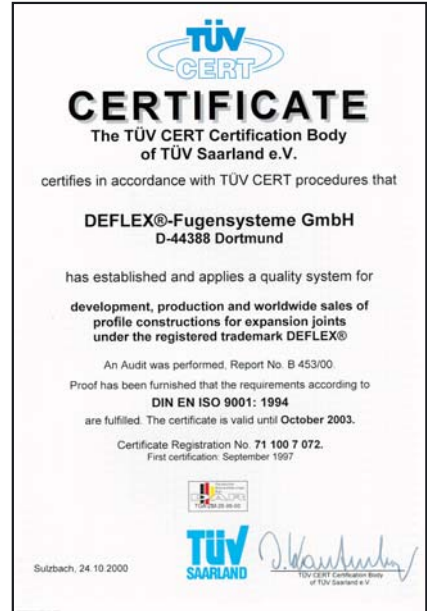 TÜV
CERT
CERTIFICATE
The TÜV CERT Certification Body
of TÜV Saarland e.V.
certifies in accordance with TÜV CERT procedures that
DEFLEX®-Fugensysteme GmbH
D-44388 Dortmund
has established and applies a quality system for
development, production and worldwide sales of
profile constructions for expansion joints
under the registered trademark DEFLEX®
An Audit was performed, Report No. B 453/00
Proof has been furnished that the requirements according to
DIN EN ISO 9001: 1994
are fulfilled. The certificate is valid until October 2003.
Certificate Registration No. 71 100 7 072.
First certification: September 1997
TÜV
SAARLAND
Sulzbach, 24.10.2000
TÜV CERT Certification Body
of TÜV Saarland e.V.